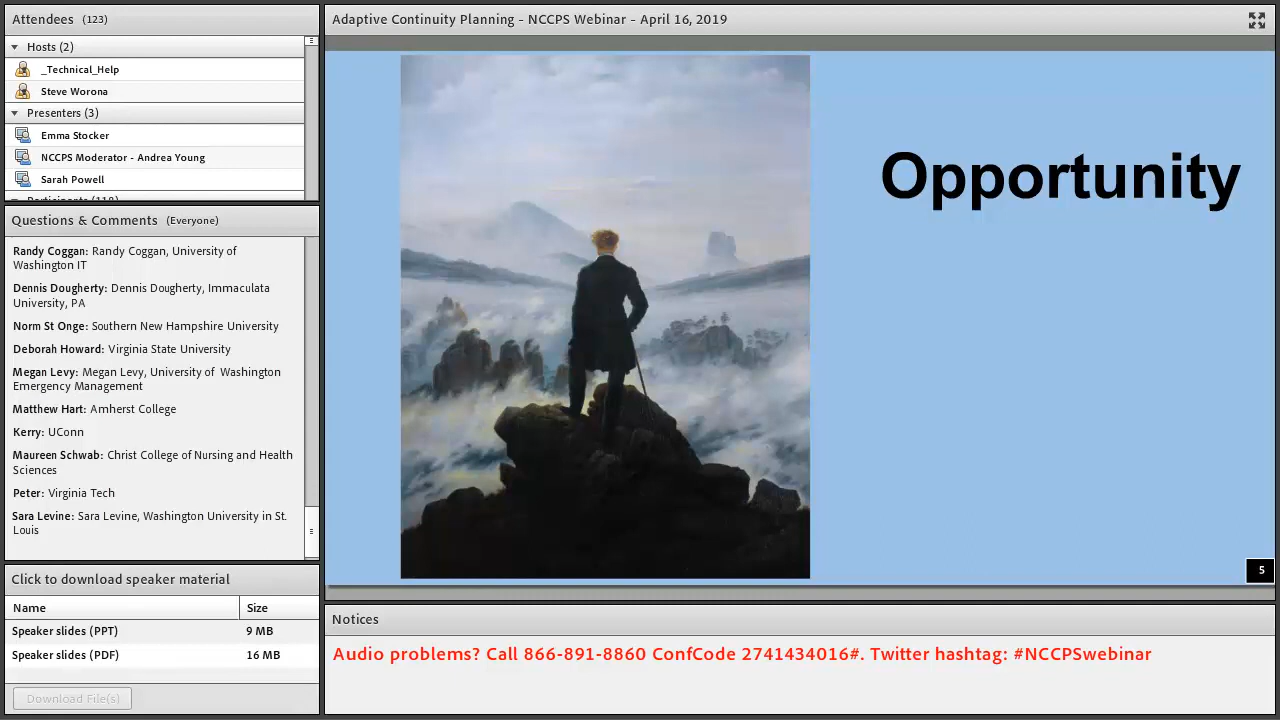 Attendees (123)
Hosts (2)
_Technical_Help
Steve Worona
Presenters (3)
Emma Stocker
NCCPS Moderator - Andrea Young
Sarah Powell
Participants (118)
Questions & Comments (Everyone)
Randy Coggan: Randy Coggan, University of
Washington IT
Dennis Dougherty: Dennis Dougherty, Immaculata
University, PA
Norm St Onge: Southern New Hampshire University
Deborah Howard: Virginia State University
Megan Levy: Megan Levy, University of Washington
Emergency Management
Matthew Hart: Amherst College
Kerry: UConn
Maureen Schwab: Christ College of Nursing and Health
Sciences
Peter: Virginia Tech
Sara Levine: Sara Levine, Washington University in St.
Louis
Click to download speaker material
Name Size
Speaker slides (PPT) 9 MB
Speaker slides (PDF) 16 MB
Download File(s)
Adaptive Continuity Planning - NCCPS Webinar - April 16, 2019
Opportunity
5
Notices
Audio problems? Call 866-891-8860 ConfCode 2741434016#. Twitter hashtag: #NCCPSwebinar